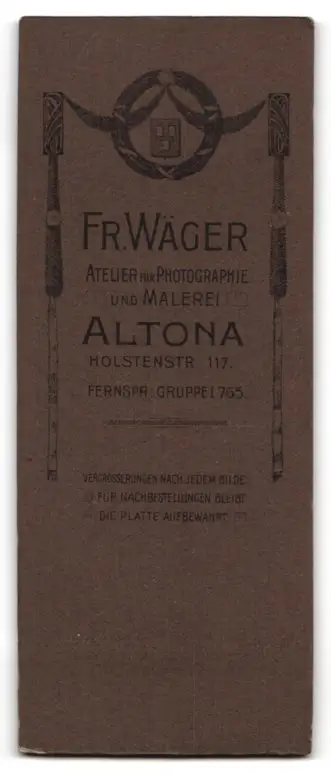 FR. WÄGER
ATELIER FÜR PHOTOGRAPHIE
UND MALEREI
ALTONA
HOLSTENSTR 117.
FERNSPR. GRUPPE I, 765.
VERGRÖSSERUNGEN NACH JEDEM BILDE
FÜR NACHBESTELLUNGEN BLEIBT
DIE PLATTE AUFBEWAHRT